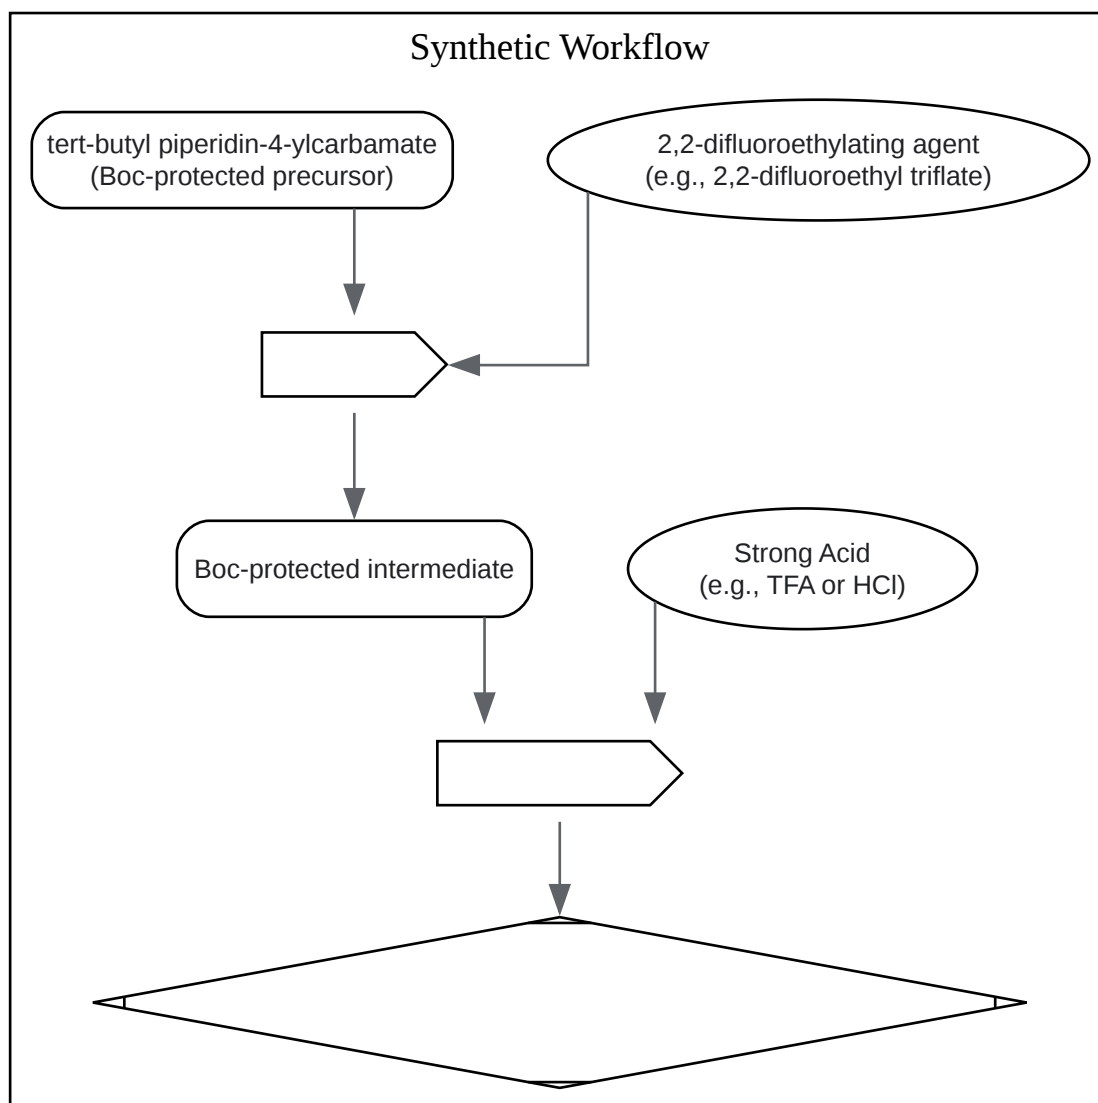 Synthetic Workflow
tert-butyl piperidin-4-ylcarbamate
(Boc-protected precursor)
2,2-difluoroethylating agent
(e.g., 2,2-difluoroethyl triflate)
Boc-protected intermediate
Strong Acid
(e.g., TFA or HCl)